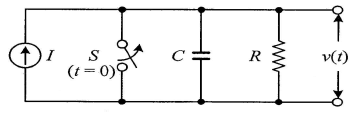 I S C R v(t)
(t = 0)